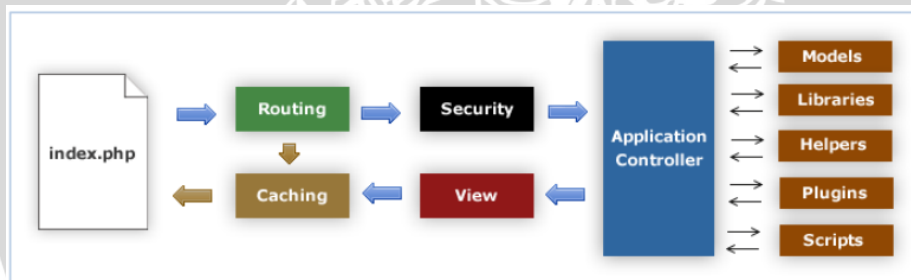 index.php
Routing
Security
Caching
View
Application
Controller
Models
Libraries
Helpers
Plugins
Scripts